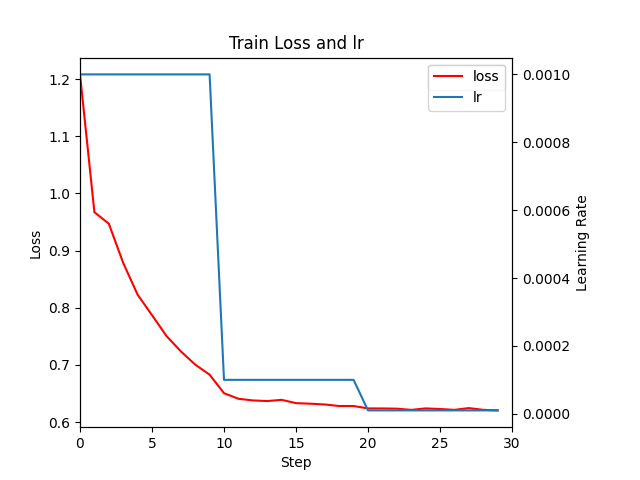 Train Loss and lr
loss
lr
1.2
1.1
1.0
0.9
0.8
0.7
0.6
Loss
0.0010
0.0008
0.0006
0.0004
0.0002
0.0000
Learning Rate
0 5 10 15 20 25 30
Step